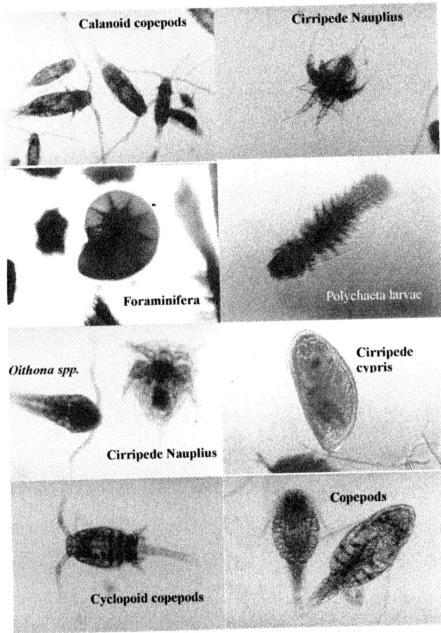 Calanoid copepods
Cirripede Nauplius
Foraminifera
Polychaeta larvae
Oithona spp.
Cirripede Nauplius
Cirripede
cypris
Cyclopoid copepods
Copepods